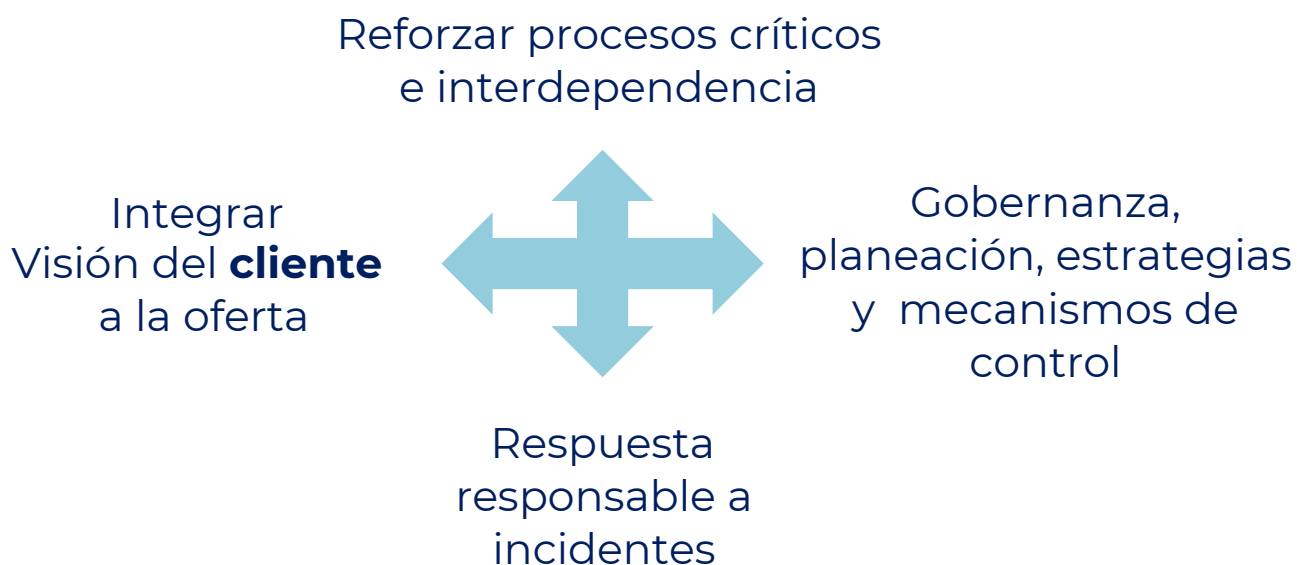 Reforzar procesos críticos
e interdependencia
Integrar
Visión del cliente
a la oferta
Gobernanza,
planeación, estrategias
y  mecanismos de
control
Respuesta
responsable a
incidentes